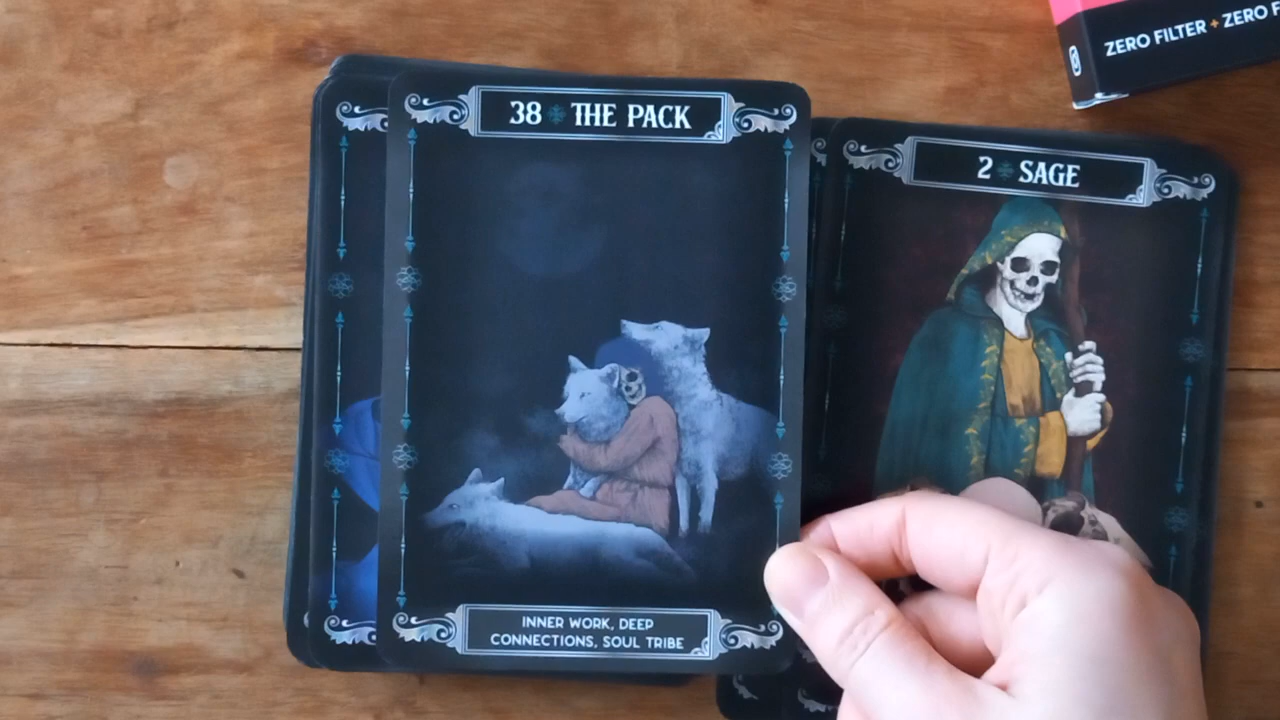 38 THE PACK
INNER WORK, DEEP
CONNECTIONS, SOUL TRIBE
2 SAGE
ZERO FILTER + ZERO F